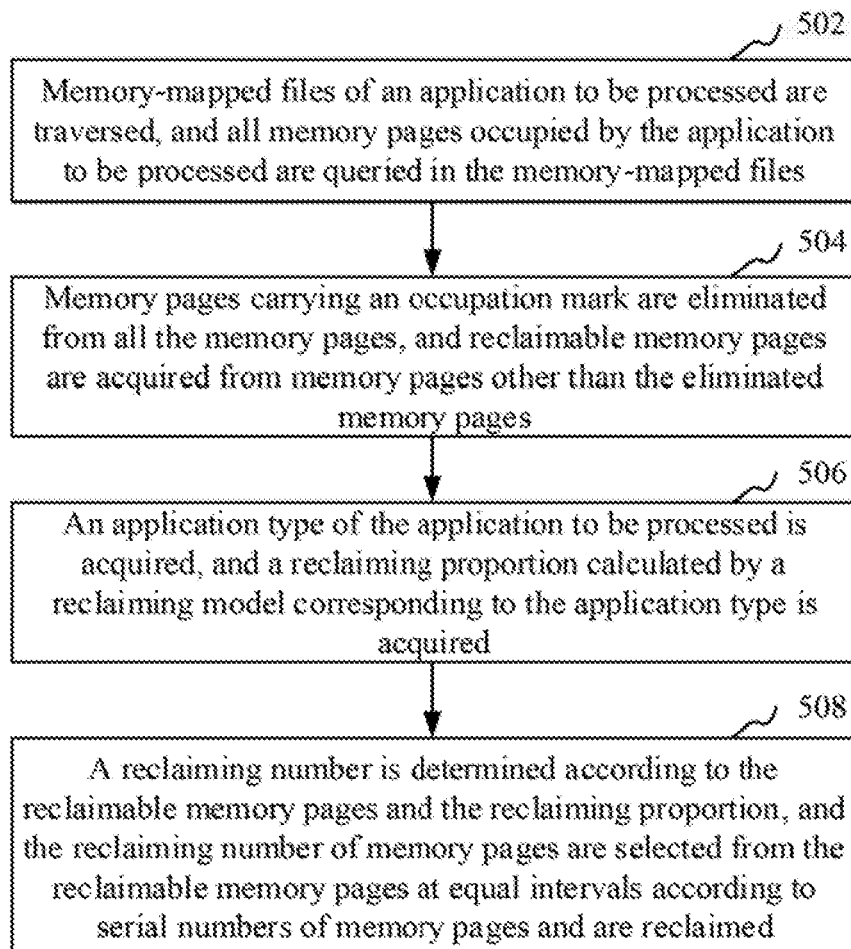 502
Memory-mapped files of an application to be processed are
traversed, and all memory pages occupied by the application
to be processed are queried in the memory-mapped files
504
Memory pages carrying an occupation mark are eliminated
from all the memory pages, and reclaimable memory pages
are acquired from memory pages other than the eliminated
memory pages
506
An application type of the application to be processed is
acquired, and a reclaiming proportion calculated by a
reclaiming model corresponding to the application type is
acquired
508
A reclaiming number is determined according to the
reclaimable memory pages and the reclaiming proportion, and
the reclaiming number of memory pages are selected from the
reclaimable memory pages at equal intervals according to
serial numbers of memory pages and are reclaimed